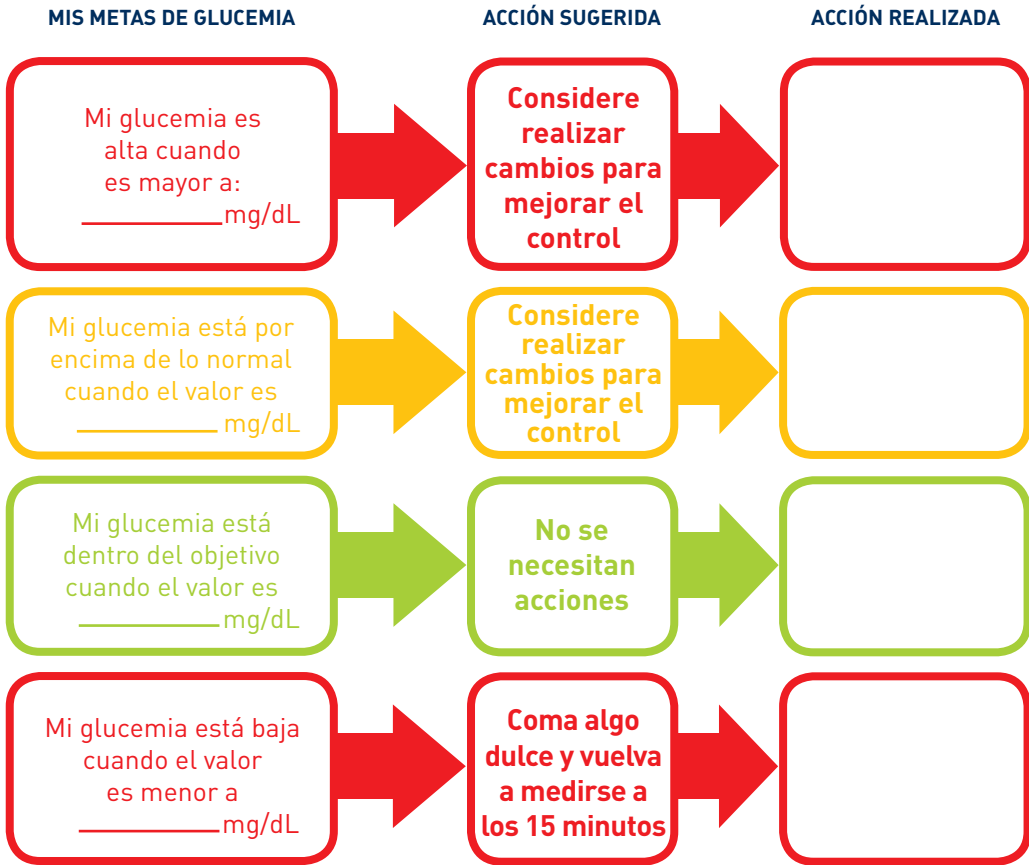 MIS METAS DE GLUCEMIA
ACCIÓN SUGERIDA
ACCIÓN REALIZADA
Mi glucemia es
alta cuando
es mayor a:
__________mg/dL
Considere
realizar
cambios para
mejorar el
control
Mi glucemia está por
encima de lo normal
cuando el valor es
__________ mg/dL
Considere
realizar
cambios para
mejorar el
control
Mi glucemia está
dentro del objetivo
cuando el valor es
__________mg/dL
No se
necesitan
acciones
Mi glucemia está baja
cuando el valor
es menor a
__________mg/dL
Coma algo
dulce y vuelva
a medirse a
los 15 minutos